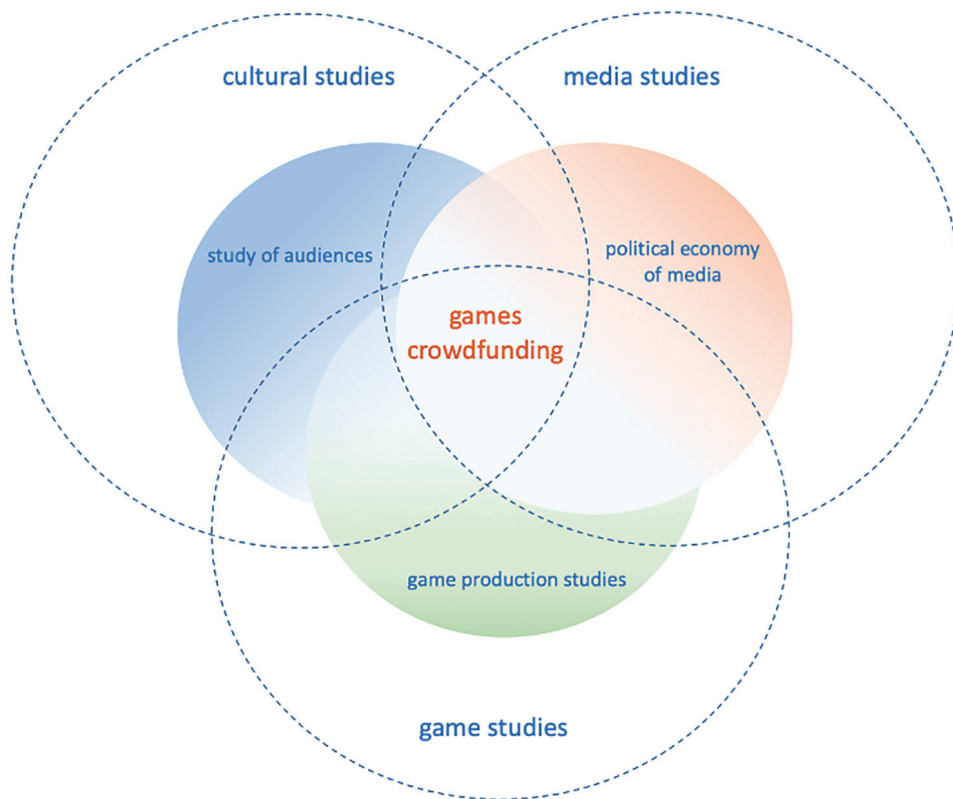 cultural studies
media studies
study of audiences
political economy
of media
games
crowdfunding
game production studies
game studies